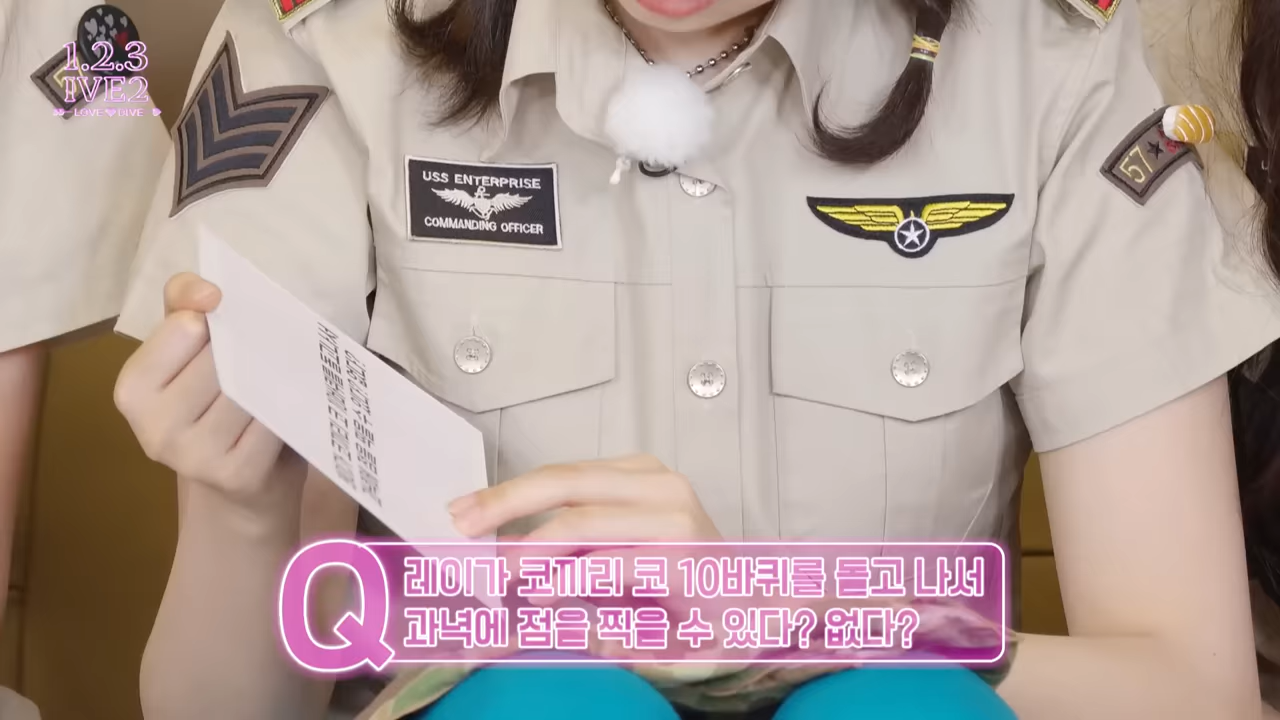 1.2.3
IVE2
LOVE DIVE
USS ENTERPRISE
COMMANDING OFFICER
57
Q
레이가 코끼리 코 10바퀴를 돌고 나서
과녁에 점을 찍을 수 있다? 없다?